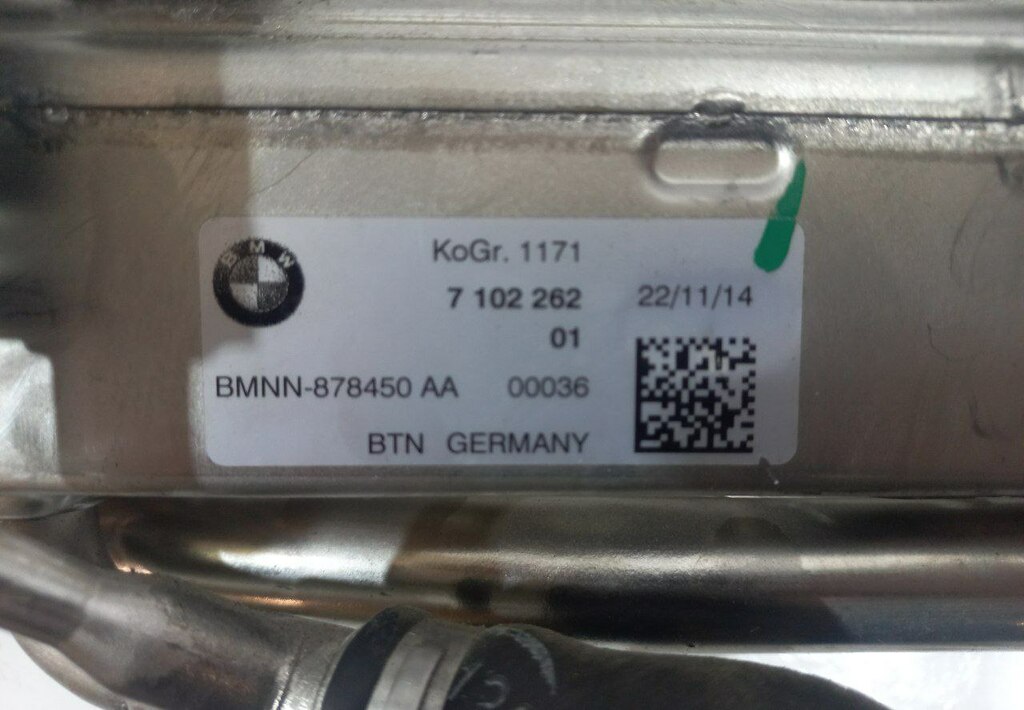 BMW
KoGr. 1171
7 102 262 22/11/14
01
BMNN-878450 AA 00036
BTN GERMANY